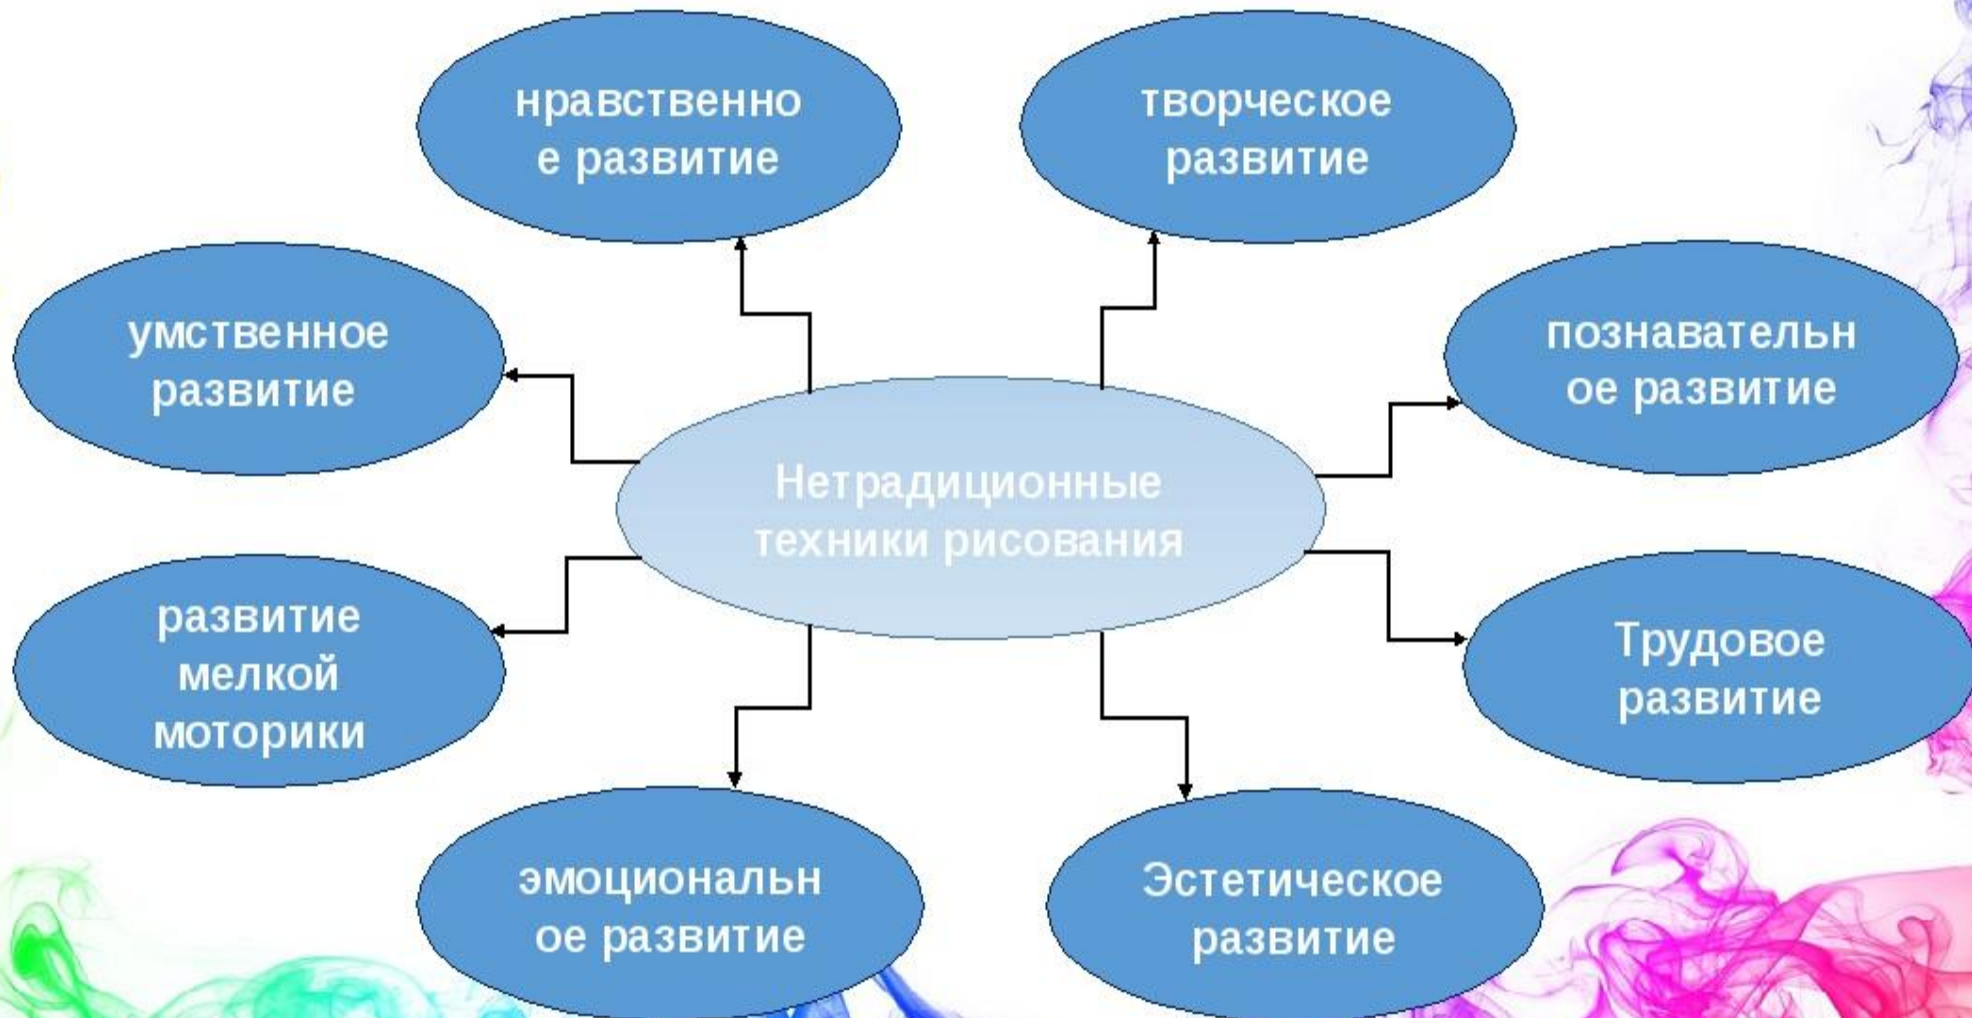 нравственно
е развитие
творческое
развитие
умственное
развитие
познавательн
ое развитие
Нетрадиционные
техники рисования
развитие
мелкой
моторики
Трудовое
развитие
эмоциональн
ое развитие
Эстетическое
развитие